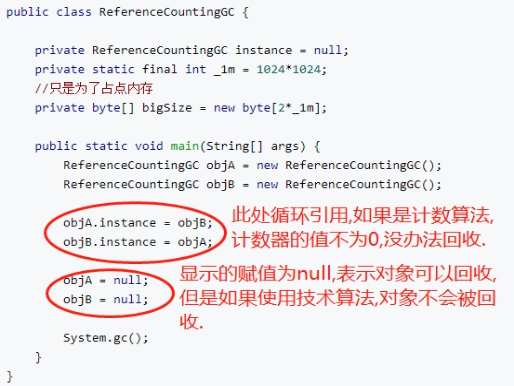 public class ReferenceCountingGC {
private ReferenceCountingGC instance = null;
private static final int _1m = 1024*1024;
//只是为了占点内存
private byte[] bigSize = new byte[2*_1m];
public static void main(String[] args) {
ReferenceCountingGC objA = new ReferenceCountingGC();
ReferenceCountingGC objB = new ReferenceCountingGC();
objA.instance = objB;
objB.instance = objA;
此处循环引用,如果是计数算法,
计数器的值不为0,没办法回收.
objA = null;
objB = null;
显示的赋值为null,表示对象可以回收,
但是如果使用技术算法,对象不会被回
收.
System.gc();
}
}